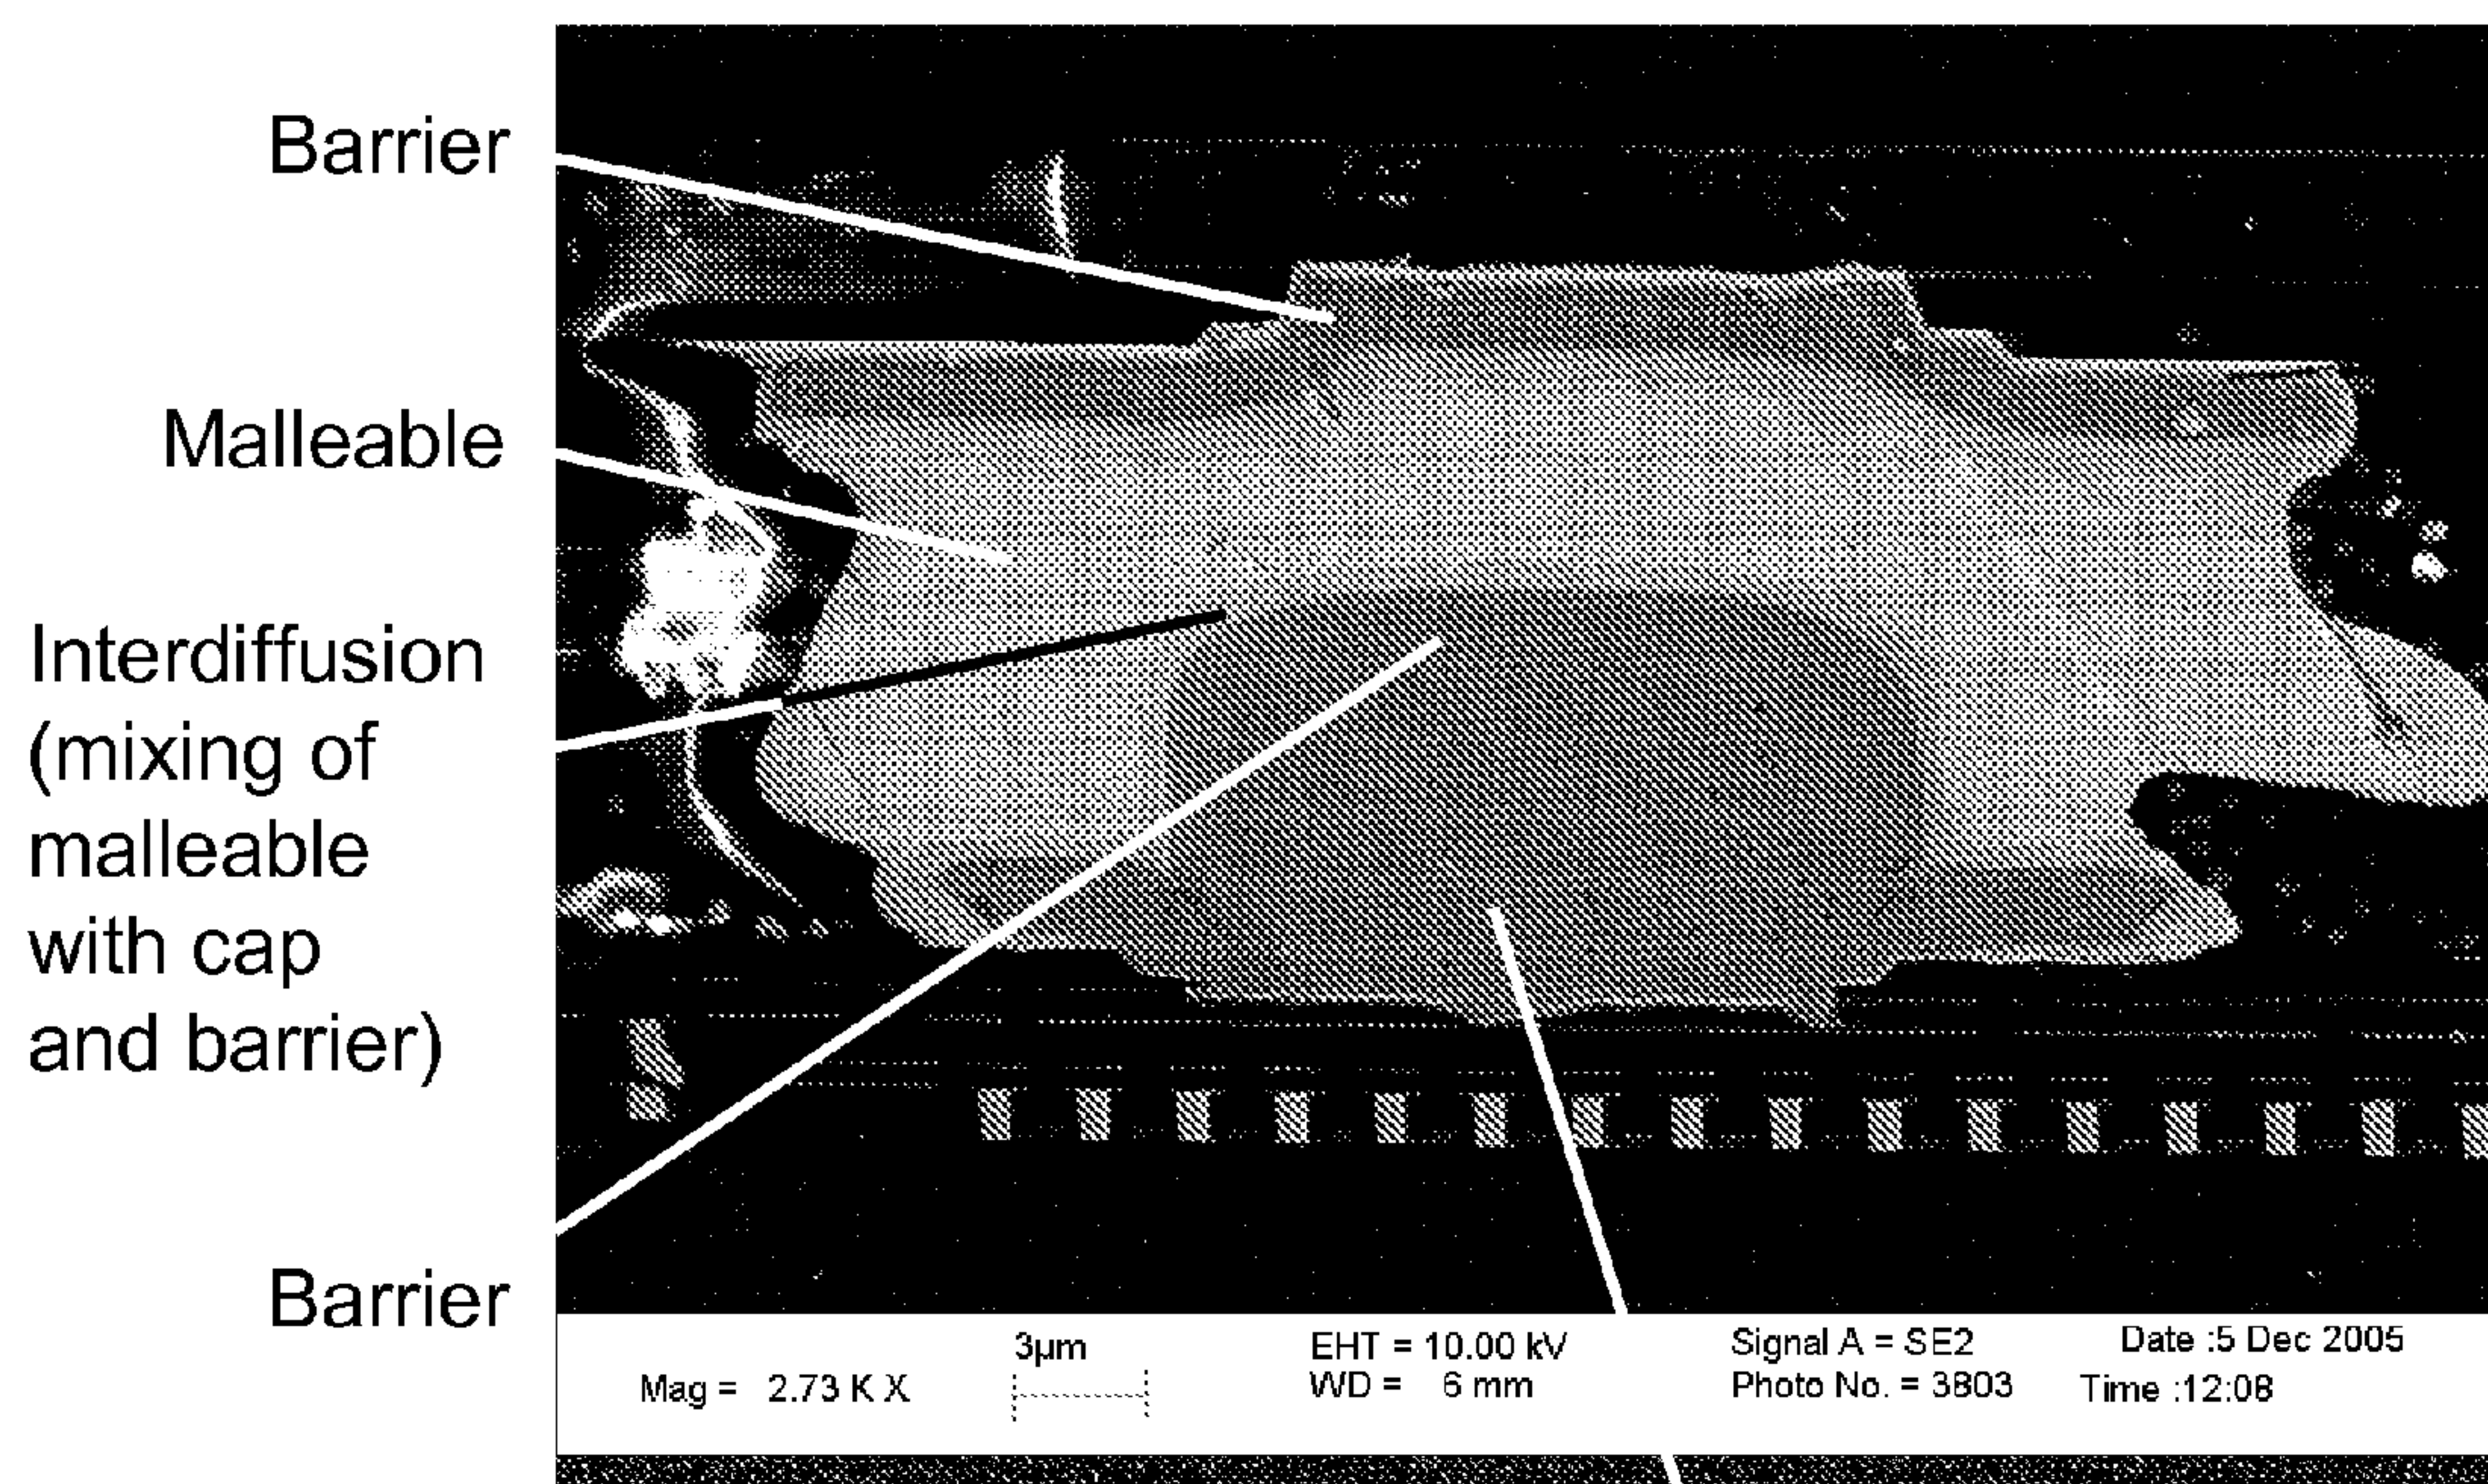 Barrier
Malleable
Interdiffusion
(mixing of
malleable
with cap
and barrier)
Barrier
Mag = 2.73 K X
3µm
EHT = 10.00 kV
WD = 6 mm
Signal A = SE2
Photo No. = 3803
Date :5 Dec 2005
Time :12:08